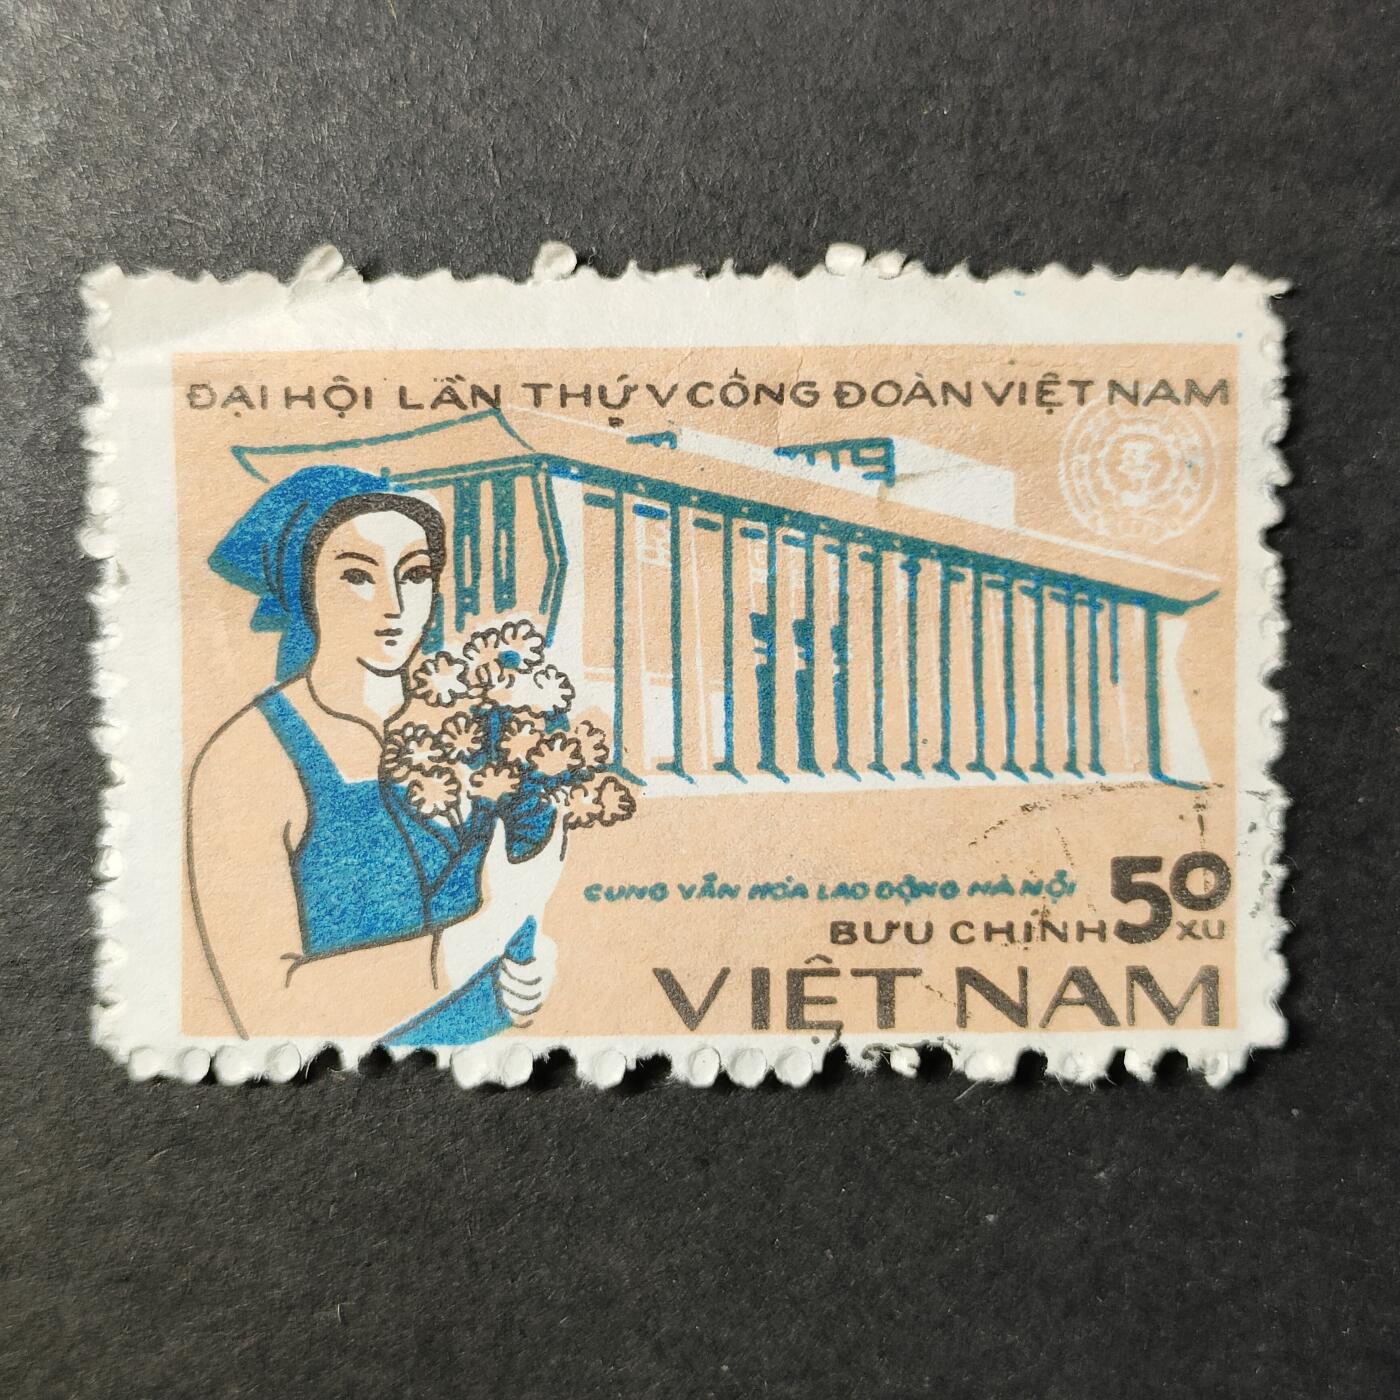 ĐẠI HỘI LẦN THỨ V CÔNG ĐOÀN VIỆT NAM
CUNG VĂN HÓA LAO ĐỘNG HÀ NỘI
BƯU CHÍNH 50 XU
VIỆT NAM